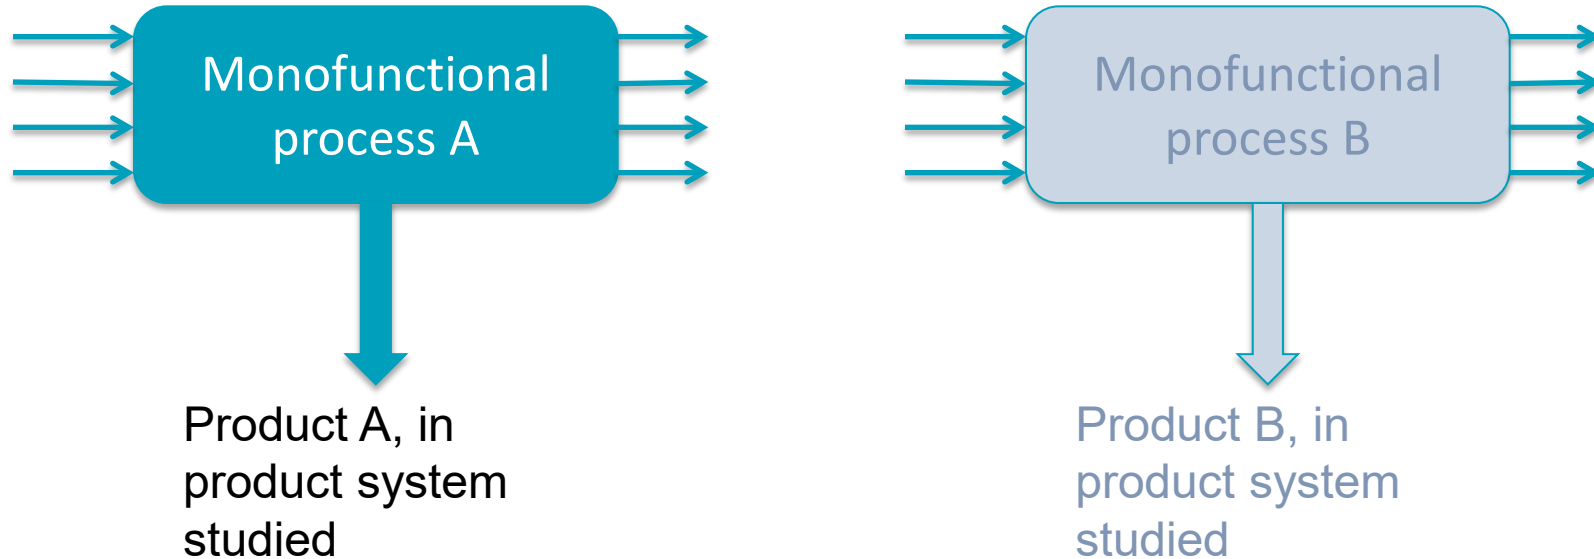 Monofunctional
process A
Product A, in
product system
studied
Monofunctional
process B
Product B, in
product system
studied